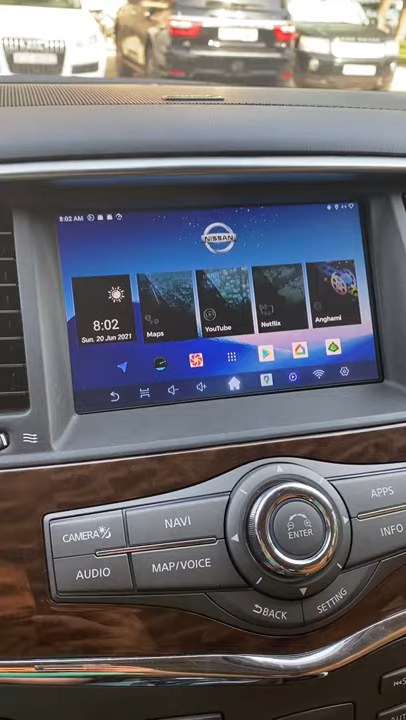 8:02 AM
NISSAN
8:02
Sun. 20 Jun 2021
Maps
YouTube
Netflix
Anghami
CAMERA
NAVI
AUDIO
MAP/VOICE
ENTER
APPS
INFO
BACK
SETTING